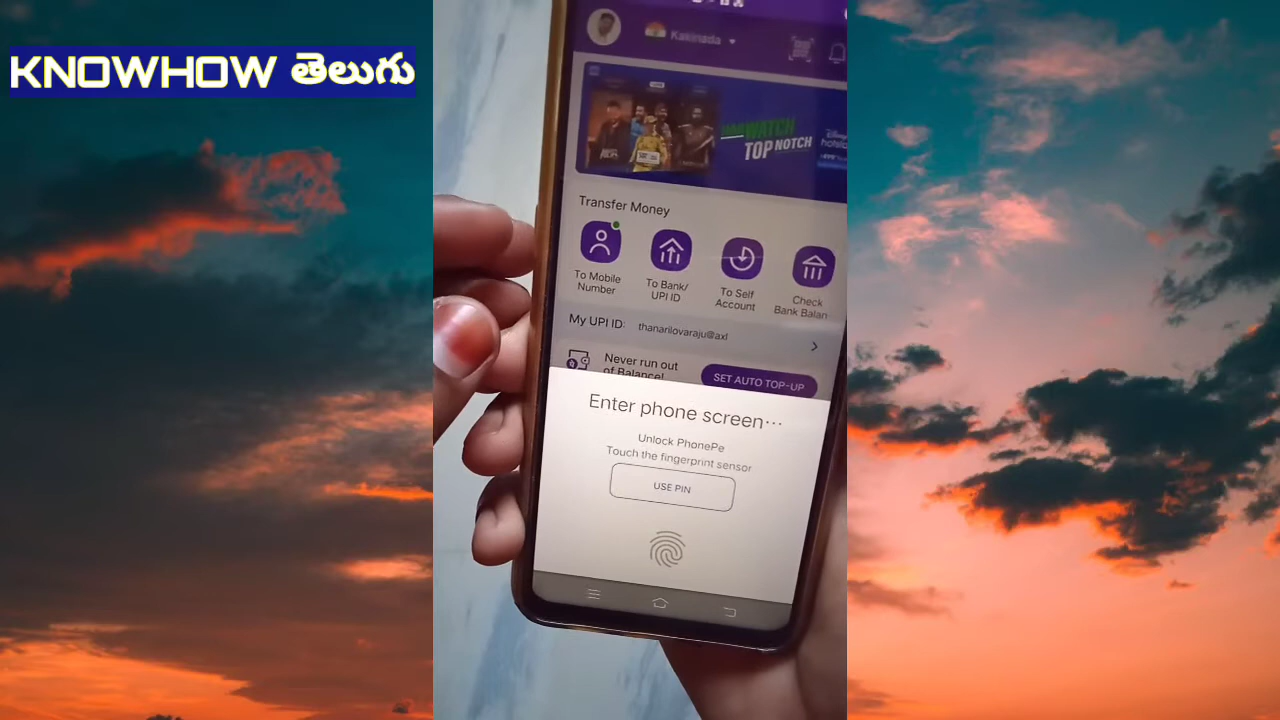 KNOWHOW తెలుగు
Kakinada
WATCH
TOP NOTCH
Disney
hotstar
Transfer Money
To Mobile
Number
To Bank/
UPI ID
To Self
Account
Check
Bank Balan
My UPI ID: thanarilovaraju@axl
Never run out
of Balance!
SET AUTO TOP-UP
Enter phone screen···
Unlock PhonePe
Touch the fingerprint sensor
USE PIN